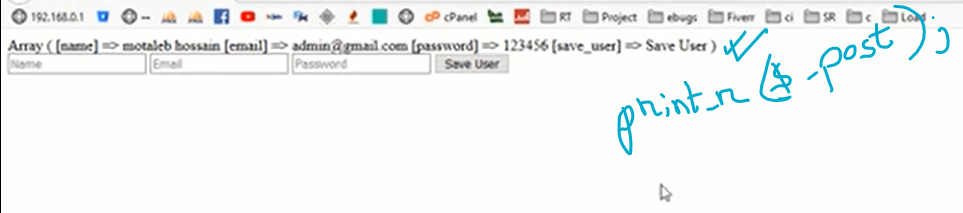 192.168.0.1 cPanel RT Project ebugs Fiverr ci SR c Load
Array ( [name] => motaleb hossain [email] => admin@gmail.com [password] => 123456 [save_user] => Save User )
Name Email Password Save User
print_r($_post);